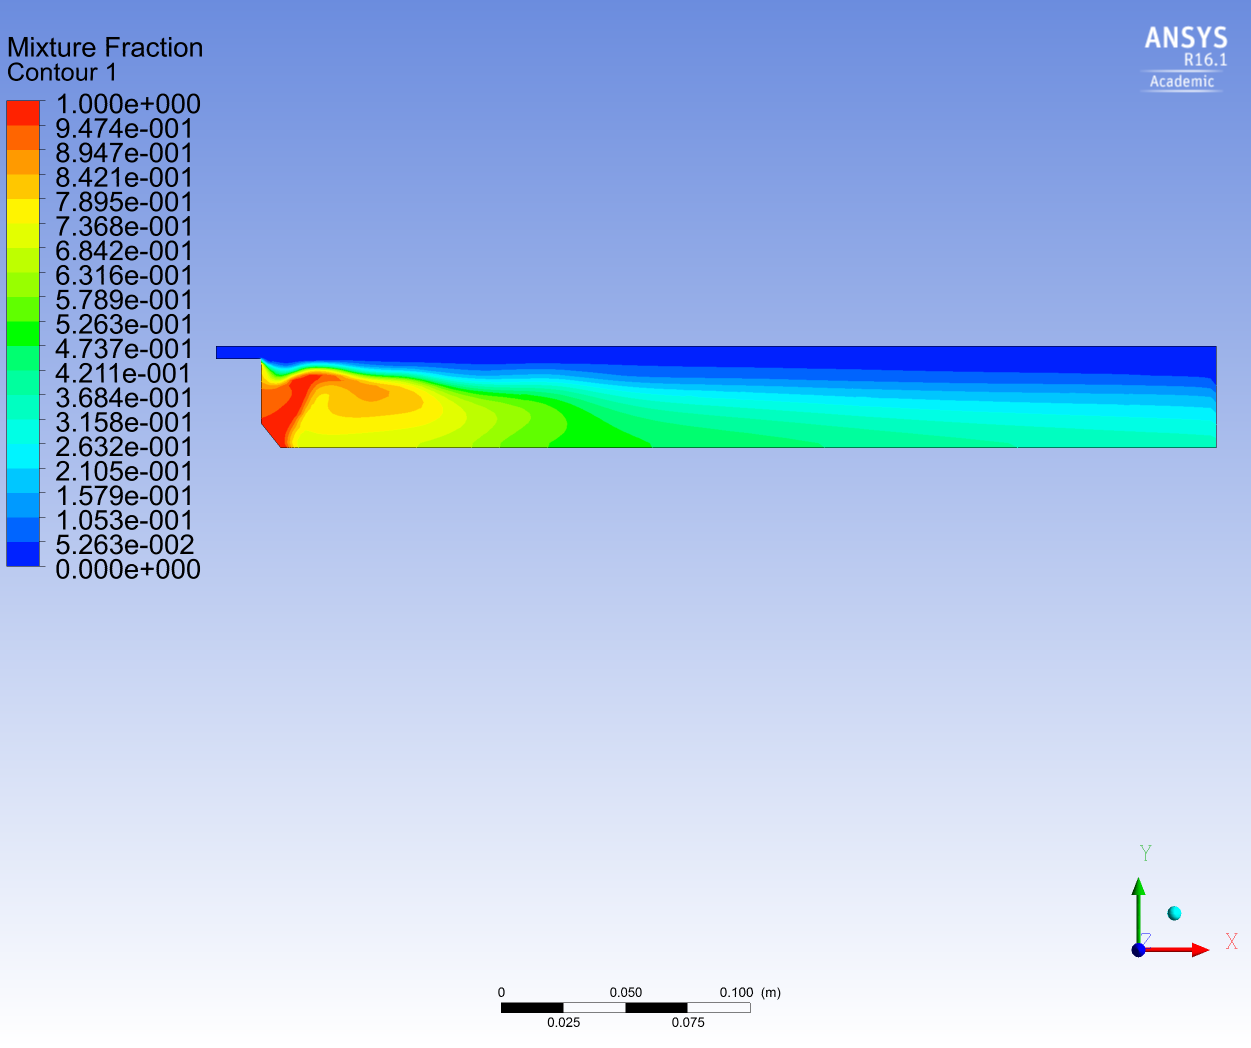 Mixture Fraction
Contour 1
1.000e+000
9.474e-001
8.947e-001
8.421e-001
7.895e-001
7.368e-001
6.842e-001
6.316e-001
5.789e-001
5.263e-001
4.737e-001
4.211e-001
3.684e-001
3.158e-001
2.632e-001
2.105e-001
1.579e-001
1.053e-001
5.263e-002
0.000e+000
ANSYS
R16.1
Academic
Y
Z
X
0 0.050 0.100 (m)
0.025 0.075